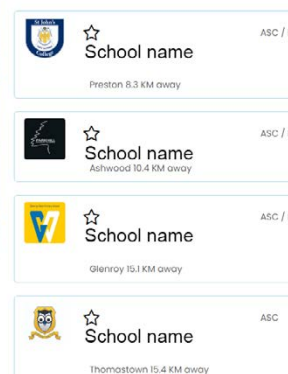 St John's
College
ASC /
School name
Preston 8.3 KM away
ASC /
School name
Ashwood 10.4 KM away
ASC /
School name
Glenroy 15.1 KM away
ASC
School name
Thomastown 15.4 KM away